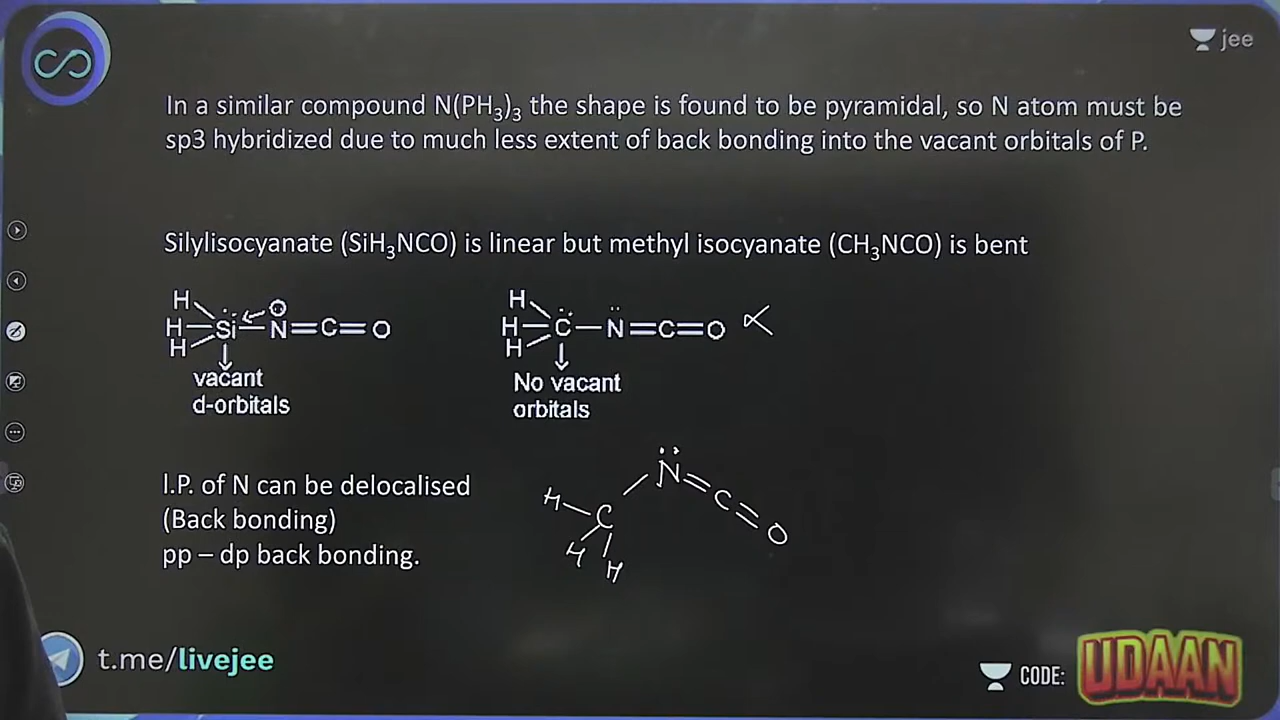 jee
In a similar compound N(PH₃)₃ the shape is found to be pyramidal, so N atom must be
sp3 hybridized due to much less extent of back bonding into the vacant orbitals of P.
Silylisocyanate (SiH₃NCO) is linear but methyl isocyanate (CH₃NCO) is bent
H
H—Si—N=C=O
H
vacant
d-orbitals
H
H—C—N=C=O
H
No vacant
orbitals
l.P. of N can be delocalised
(Back bonding)
pp – dp back bonding.
N
H C C
H H O
t.me/livejee
CODE: UDAAN